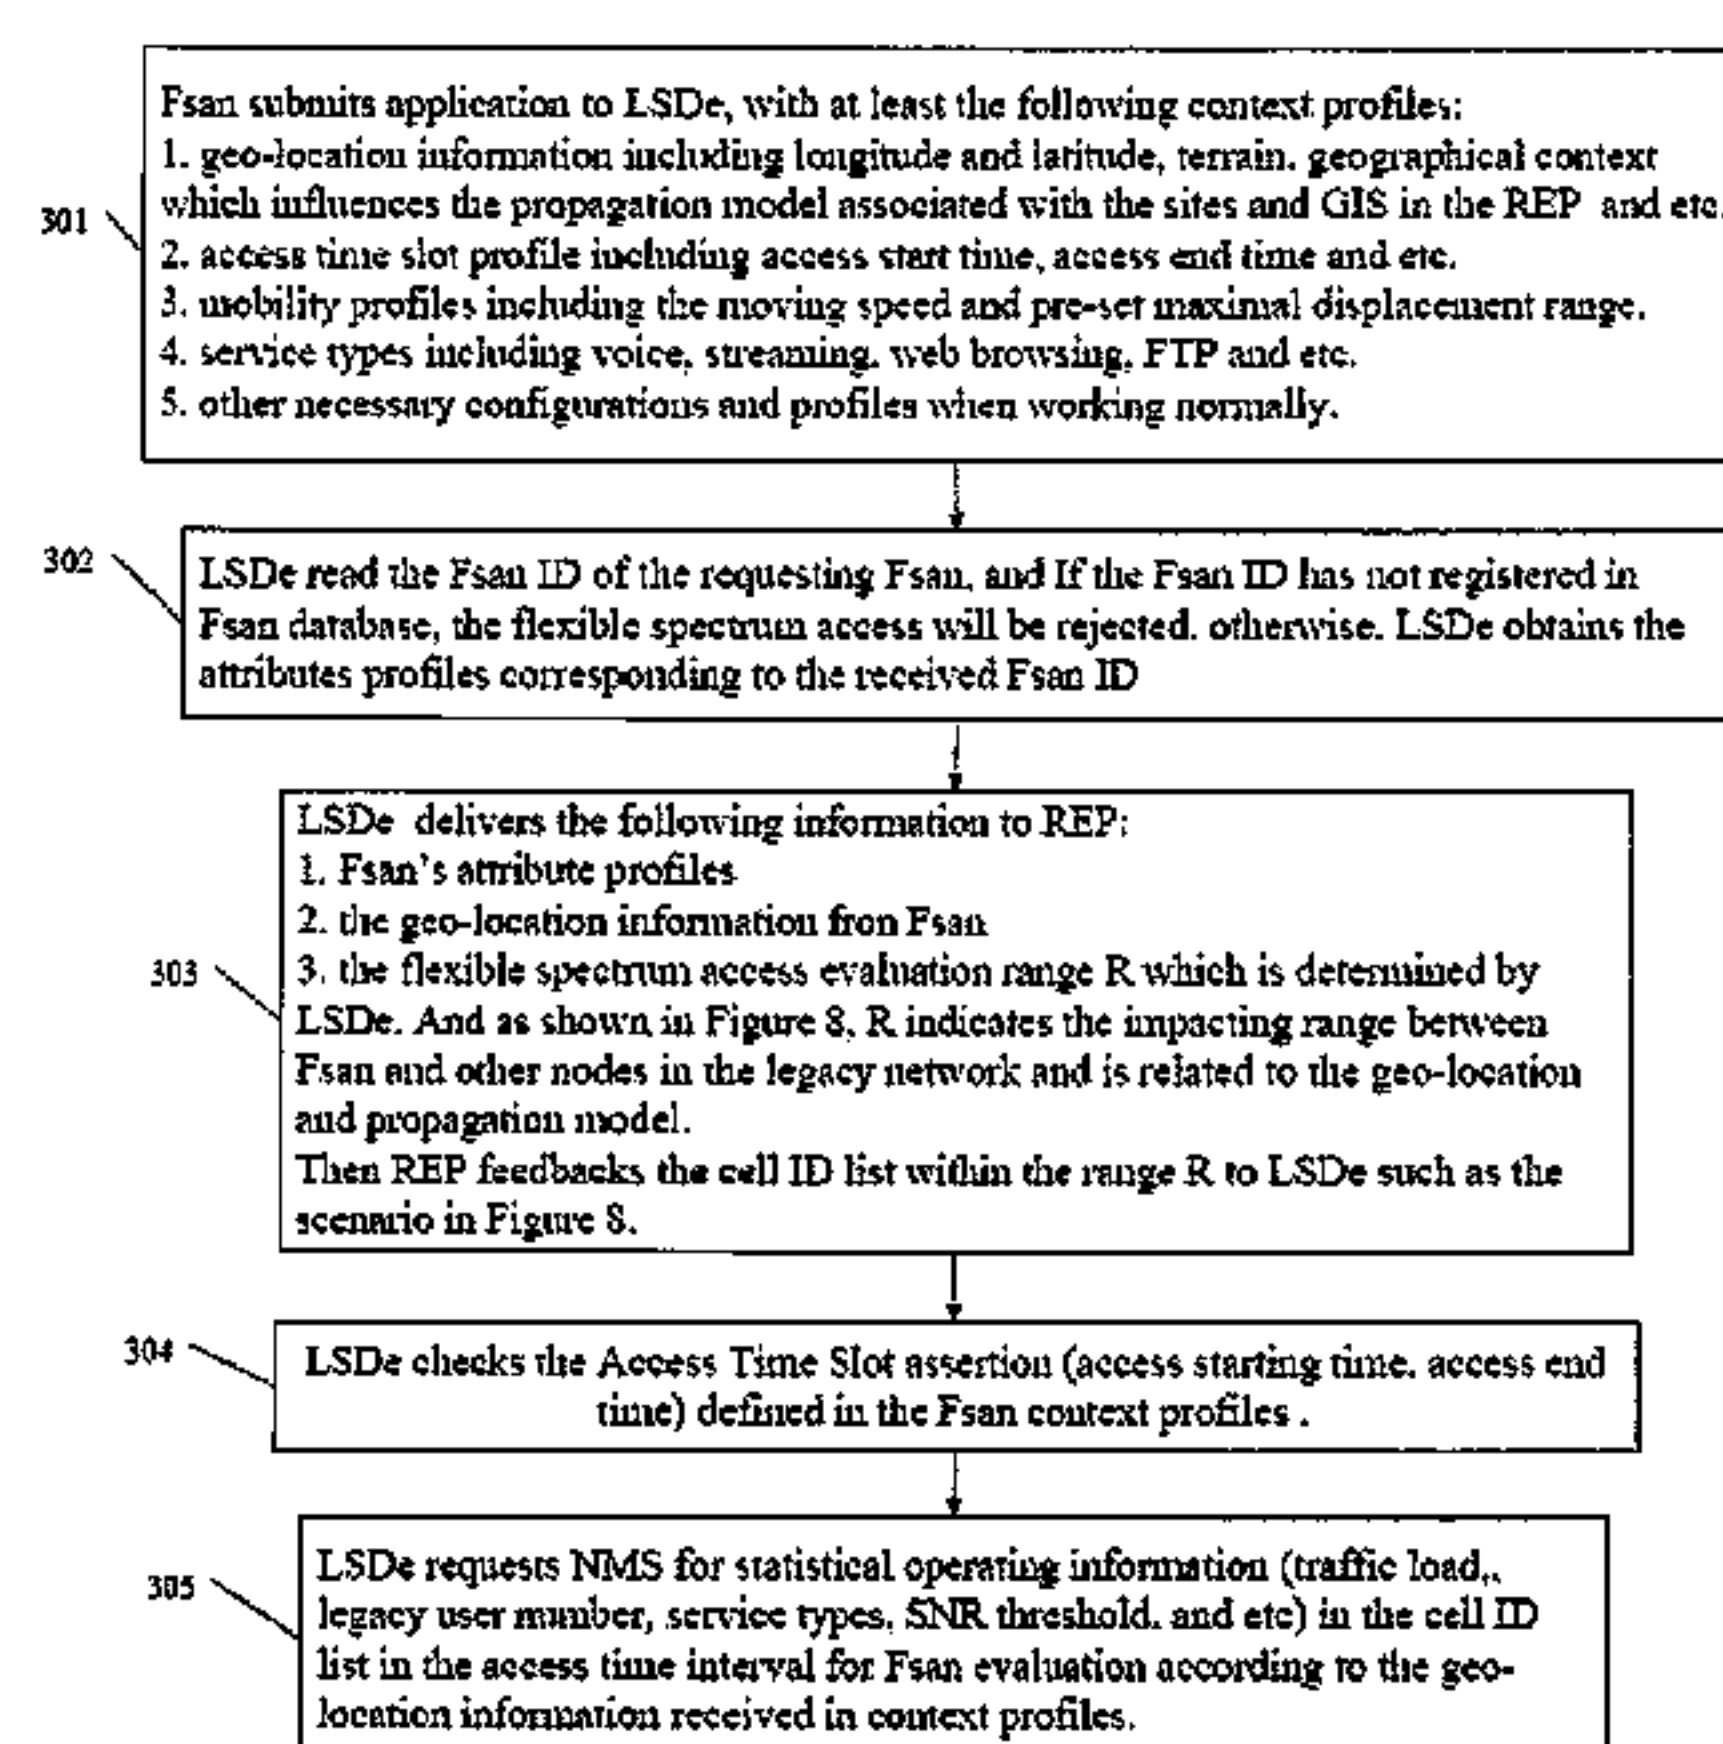 Fsan submits application to LSDe, with at least the following context profiles:
1. geo-location information including longitude and latitude, terrain. geographical context
which influences the propagation model associated with the sites and GIS in the REP and etc.
301
2. access time slot profile including access start time, access end time and etc.
3. mobility profiles including the moving speed and pre-set maximal displacement range.
4. service types including voice, streaming. web browsing, FTP and etc.
5. other necessary configurations and profiles when working normally.
302
LSDe read the Fsan ID of the requesting Fsan, and If the Fsan ID has not registered in
Fsan database, the flexible spectrum access will be rejected. otherwise. LSDe obtains the
attributes profiles corresponding to the received Fsan ID
LSDe delivers the following information to REP:
1. Fsan's attribute profiles
2. the geo-location information fron Fsan
303
3. the flexible spectrum access evaluation range R which is determined by
LSDe. And as shown in Figure 8, R indicates the impacting range between
Fsan and other nodes in the legacy network and is related to the geo-location
and propagation model.
Then REP feedbacks the cell ID list within the range R to LSDe such as the
scenario in Figure 8.
304
LSDe checks the Access Time Slot assertion (access starting time. access end
time) defined in the Fsan context profiles .
305
LSDe requests NMS for statistical operating information (traffic load,,
legacy user number, service types, SNR threshold. and etc) in the cell ID
list in the access time interval for Fsan evaluation according to the geo-
location information received in context profiles.